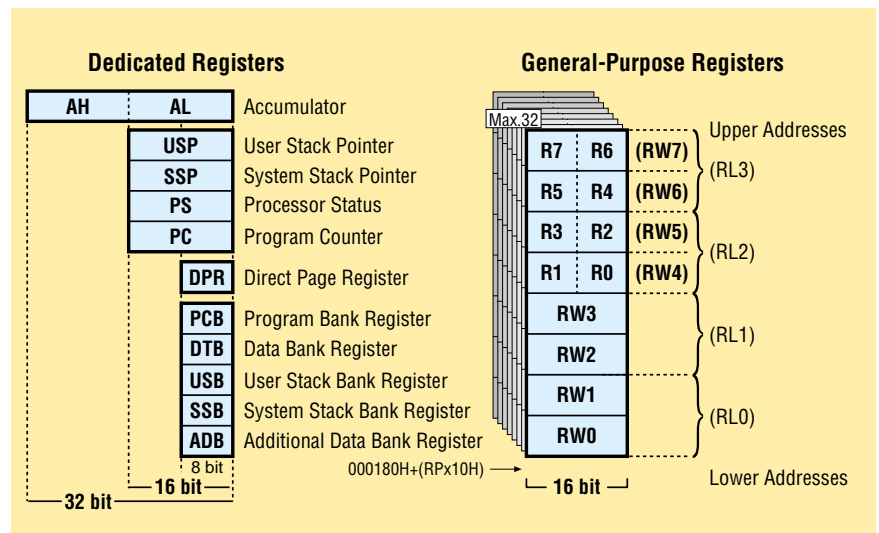 Dedicated Registers
AH AL Accumulator
USP User Stack Pointer
SSP System Stack Pointer
PS Processor Status
PC Program Counter
DPR Direct Page Register
PCB Program Bank Register
DTB Data Bank Register
USB User Stack Bank Register
SSB System Stack Bank Register
ADB Additional Data Bank Register
8 bit
16 bit
32 bit
General-Purpose Registers
Max.32
Upper Addresses
R7 R6 (RW7)
(RL3)
R5 R4 (RW6)
R3 R2 (RW5)
(RL2)
R1 R0 (RW4)
RW3
(RL1)
RW2
RW1
(RL0)
RW0
000180H+(RPx10H)
16 bit
Lower Addresses